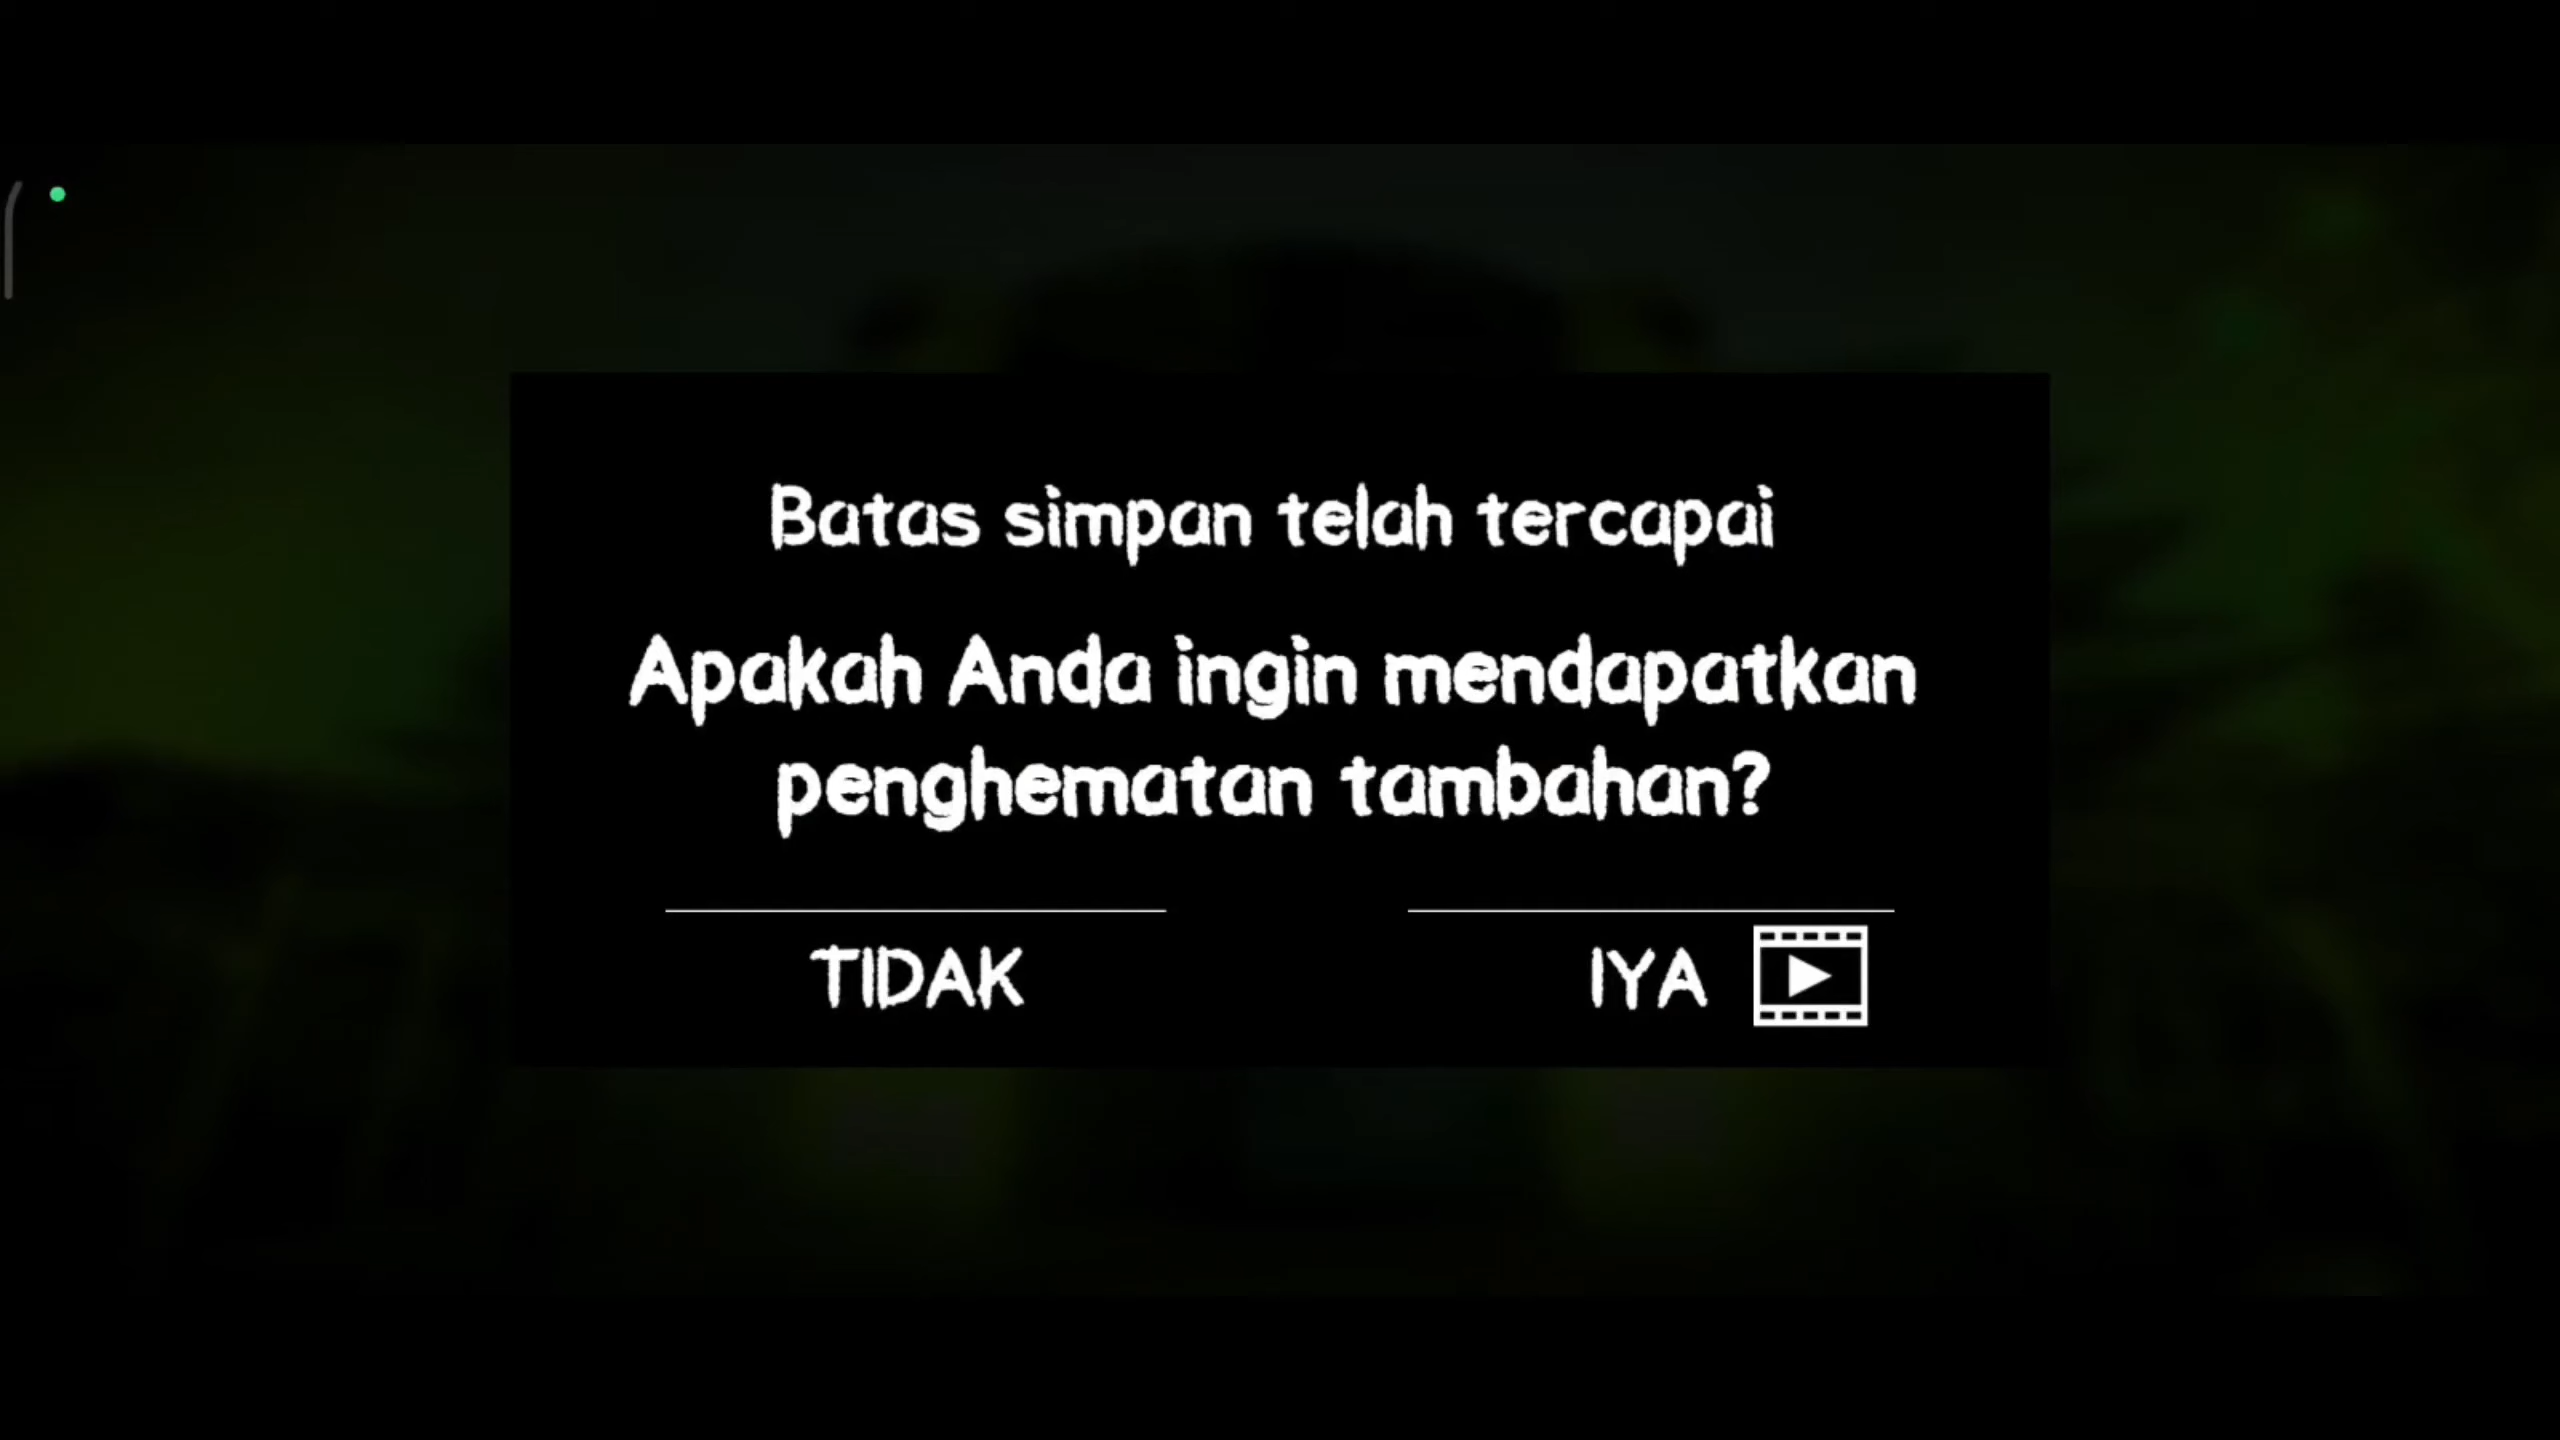 Batas simpan telah tercapai
Apakah Anda ingin mendapatkan
penghematan tambahan?
TIDAK
IYA